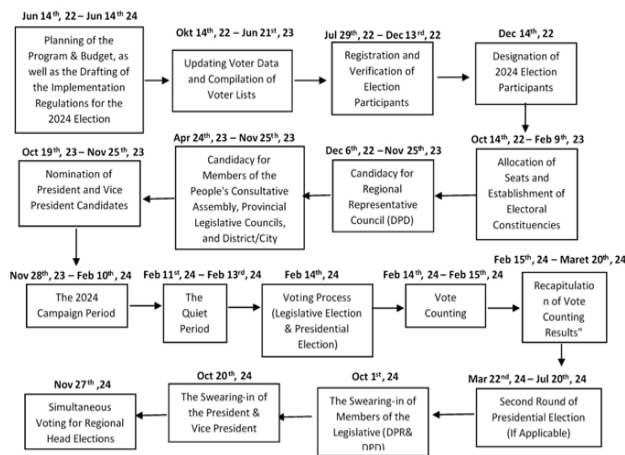 Jun 14th, 22 – Jun 14th 24
Planning of the
Program & Budget, as
well as the Drafting of
the Implementation
Regulations for the
2024 Election
Okt 14th, 22 – Jun 21st, 23
Updating Voter Data
and Compilation of
Voter Lists
Jul 29th, 22 – Dec 13rd, 22
Registration and
Verification of
Election
Participants
Dec 14th, 22
Designation of
2024 Election
Participants
Oct 14th, 22 – Feb 9th, 23
Allocation of
Seats and
Establishment of
Electoral
Constituencies
Dec 6th, 22 – Nov 25th, 23
Candidacy for
Regional
Representative
Council (DPD)
Apr 24th, 23 – Nov 25th, 23
Candidacy for
Members of the
People's Consultative
Assembly, Provincial
Legislative Councils,
and District/City
Oct 19th, 23 – Nov 25th, 23
Nomination of
President and Vice
President Candidates
Nov 28th, 23 – Feb 10th, 24
The 2024
Campaign Period
Feb 11st, 24 – Feb 13rd, 24
The
Quiet
Period
Feb 14th, 24
Voting Process
(Legislative Election
& Presidential
Election)
Feb 14th, 24 – Feb 15th, 24
Vote
Counting
Feb 15th, 24 – Maret 20th, 24
Recapitulatio
n of Vote
Counting
Results"
Mar 22nd, 24 – Jul 20th, 24
Second Round of
Presidential Election
(If Applicable)
Oct 1st, 24
The Swearing-in of
Members of the
Legislative (DPR&
DPD)
Oct 20th, 24
The Swearing-in of
the President &
Vice President
Nov 27th ,24
Simultaneous
Voting for Regional
Head Elections